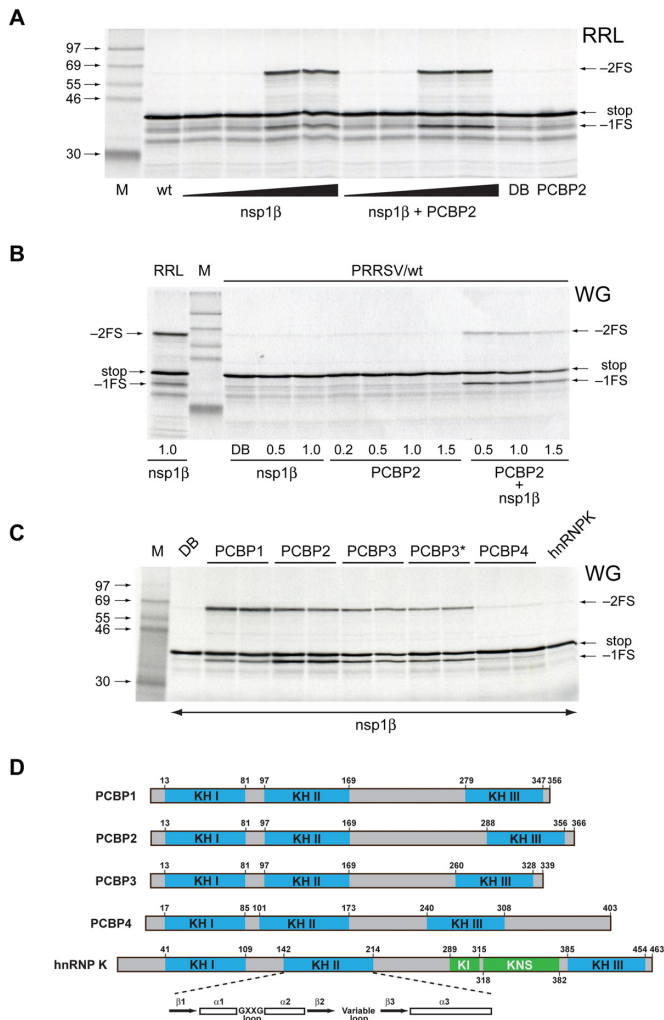 A
RRL
97
69
55
46
30
–2FS
stop
–1FS
M wt nsp1β nsp1β + PCBP2 DB PCBP2
B
RRL M PRRSV/wt
WG
–2FS
stop
–1FS
–2FS
stop
–1FS
1.0 DB 0.5 1.0 0.2 0.5 1.0 1.5 0.5 1.0 1.5
nsp1β nsp1β PCBP2 PCBP2
+
nsp1β
C
M DB PCBP1 PCBP2 PCBP3 PCBP3* PCBP4 hnRNPK
WG
97
69
55
46
30
–2FS
stop
–1FS
nsp1β
D
13 81 97 169 279 347 356
PCBP1 KH I KH II KH III
13 81 97 169 288 356 366
PCBP2 KH I KH II KH III
13 81 97 169 260 328 339
PCBP3 KH I KH II KH III
17 85 101 173 240 308 403
PCBP4 KH I KH II KH III
41 109 142 214 289 315 385 454 463
hnRNP K KH I KH II KI KNS KH III
318 382
β1 α1 GXXG loop α2 β2 Variable loop β3 α3